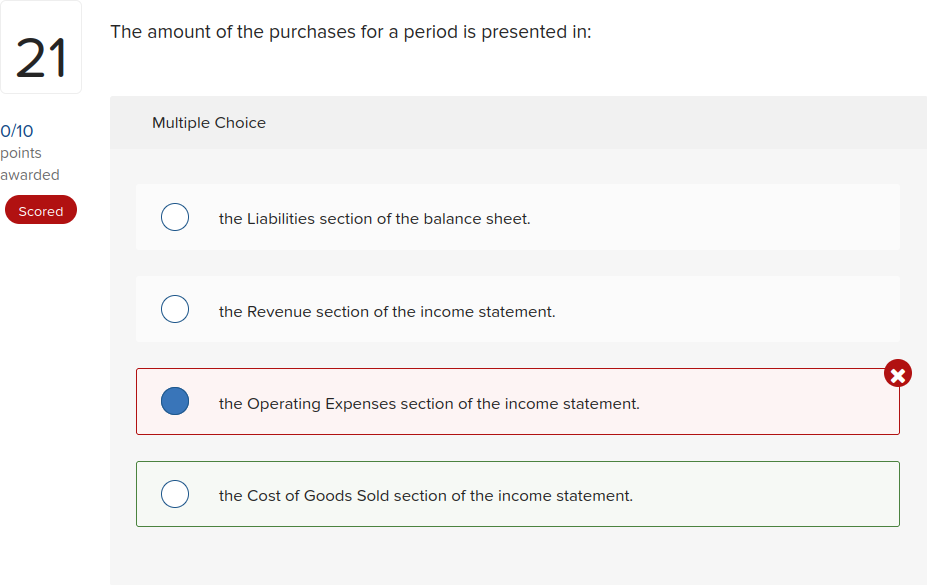 21
The amount of the purchases for a period is presented in:
0/10
points
awarded
Scored
Multiple Choice
the Liabilities section of the balance sheet.
the Revenue section of the income statement.
the Operating Expenses section of the income statement.
the Cost of Goods Sold section of the income statement.